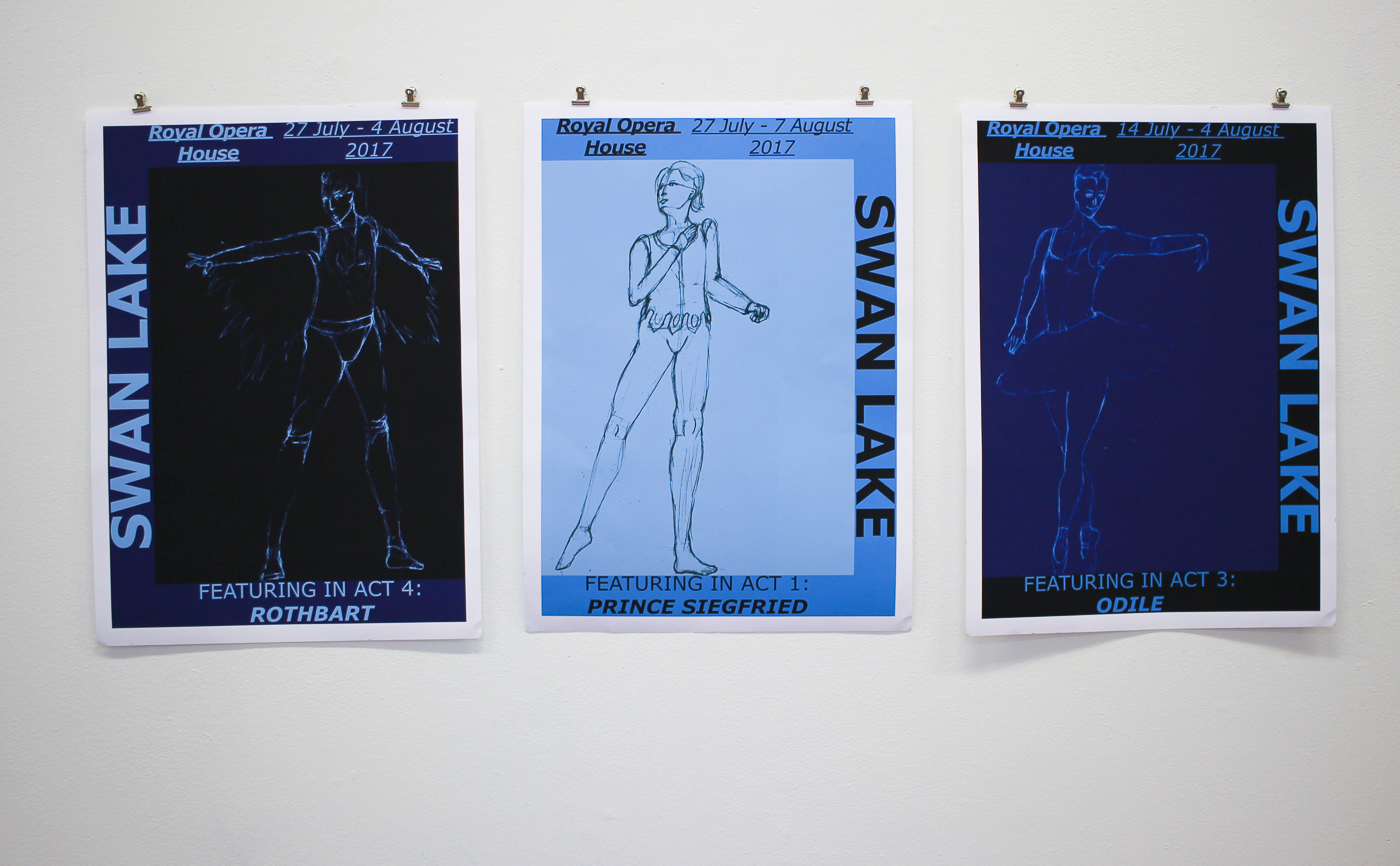 Royal Opera House
27 July - 4 August 2017
SWAN LAKE
FEATURING IN ACT 4:
ROTHBART
Royal Opera House
27 July - 7 August 2017
SWAN LAKE
FEATURING IN ACT 1:
PRINCE SIEGFRIED
Royal Opera House
14 July - 4 August 2017
SWAN LAKE
FEATURING IN ACT 3:
ODILE